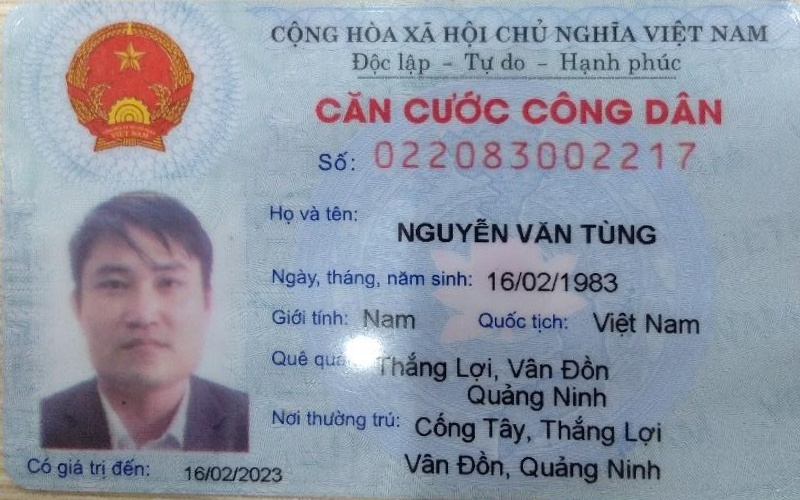 CỘNG HÒA XÃ HỘI CHỦ NGHĨA VIỆT NAM
Độc lập - Tự do - Hạnh phúc
CĂN CƯỚC CÔNG DÂN
Số: 022083002217
Họ và tên: NGUYỄN VĂN TÙNG
Ngày, tháng, năm sinh: 16/02/1983
Giới tính: Nam Quốc tịch: Việt Nam
Quê Thắng Lợi, Vân Đồn
Quảng Ninh
Nơi thường trú: Cống Tây, Thắng Lợi
Vân Đồn, Quảng Ninh
Có giá trị đến: 16/02/2023